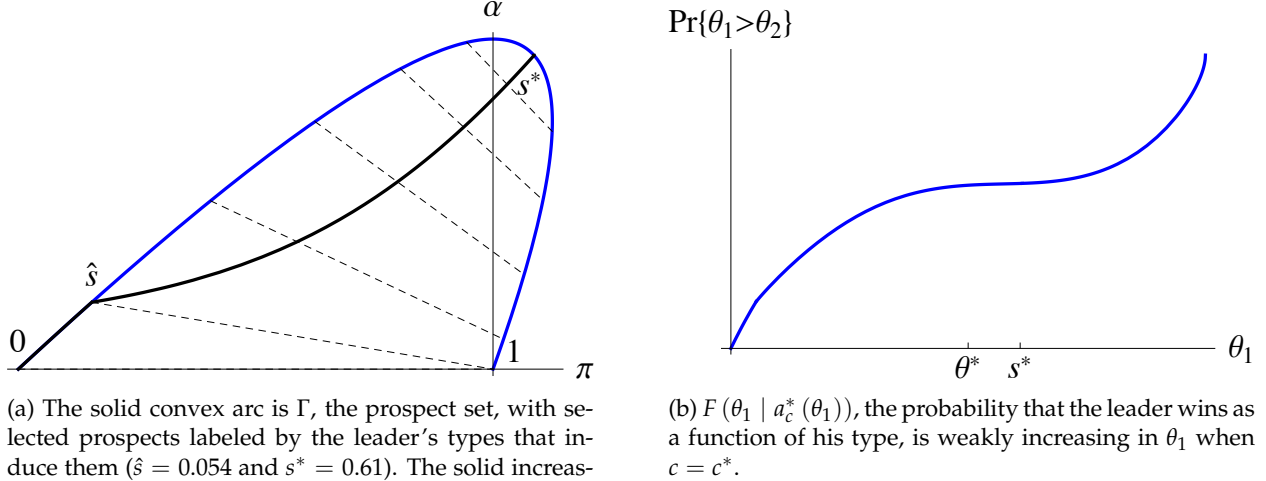 α
s*
ŝ
0
1
π
(a) The solid convex arc is Γ, the prospect set, with se-
lected prospects labeled by the leader's types that in-
duce them (ŝ = 0.054 and s* = 0.61). The solid increas-
Pr{θ₁>θ₂}
θ* s*
θ₁
(b) F (θ₁ | a*c (θ₁)), the probability that the leader wins as
a function of his type, is weakly increasing in θ₁ when
c = c*.